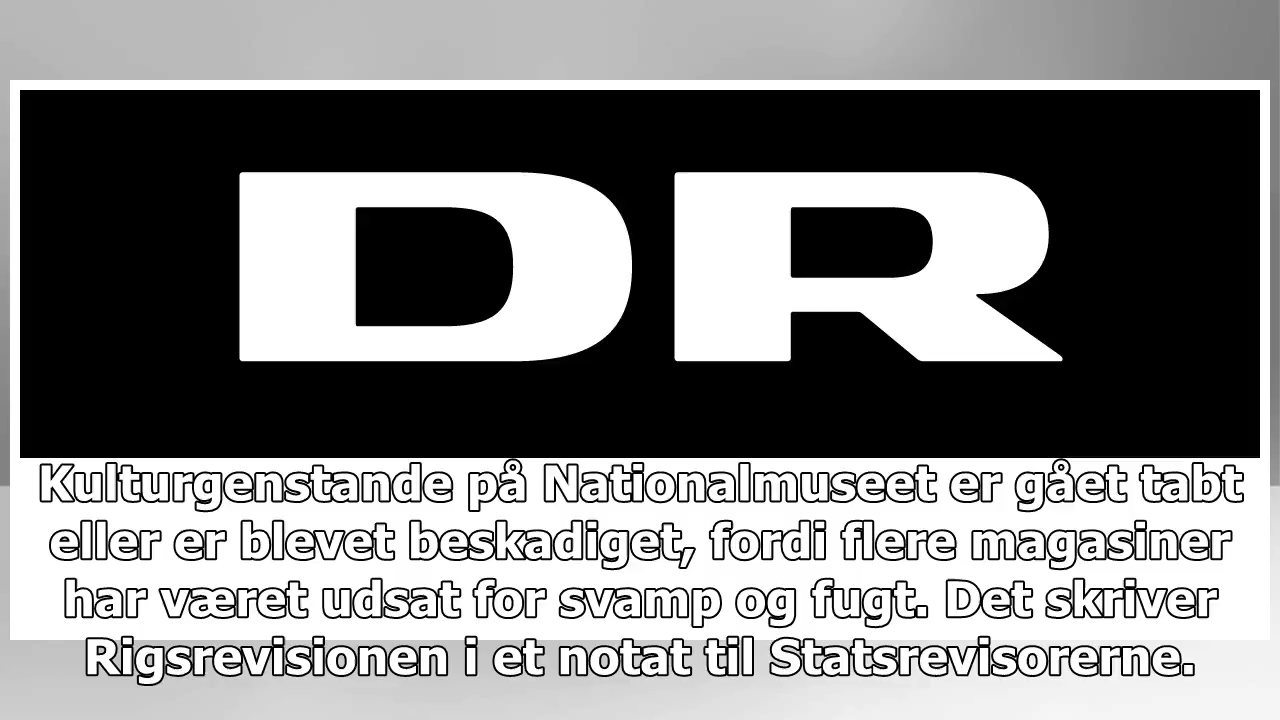 DR
Kulturgenstande på Nationalmuseet er gået tabt
eller er blevet beskadiget, fordi flere magasiner
har været udsat for svamp og fugt. Det skriver
Rigsrevisionen i et notat til Statsrevisorerne.